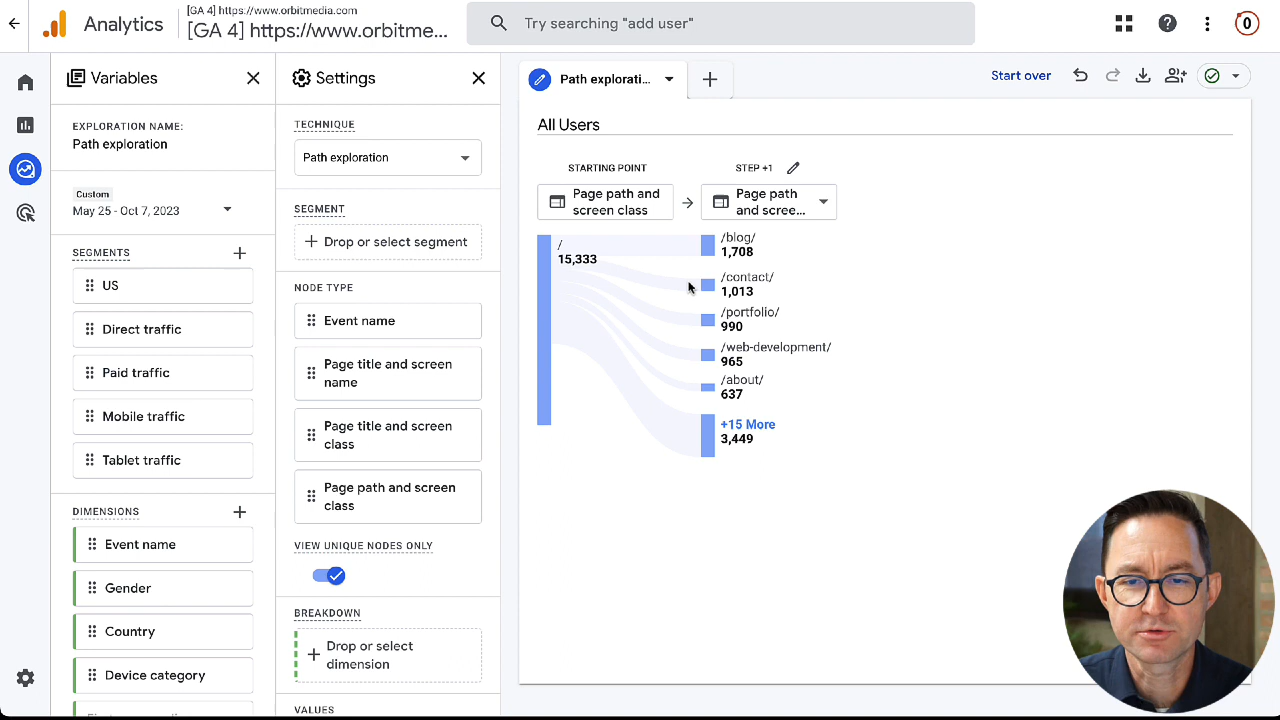 Analytics
[GA 4] https://www.orbitmedia.com
[GA 4] https://www.orbitme...
Try searching "add user"
Variables
EXPLORATION NAME:
Path exploration
Custom
May 25 - Oct 7, 2023
SEGMENTS
US
Direct traffic
Paid traffic
Mobile traffic
Tablet traffic
DIMENSIONS
Event name
Gender
Country
Device category
Settings
TECHNIQUE
Path exploration
SEGMENT
Drop or select segment
NODE TYPE
Event name
Page title and screen
name
Page title and screen
class
Page path and screen
class
VIEW UNIQUE NODES ONLY
BREAKDOWN
Drop or select
dimension
VALUES
Path explorati...
Start over
All Users
STARTING POINT
STEP +1
Page path and
screen class
Page path
and scree...
/
15,333
/blog/
1,708
/contact/
1,013
/portfolio/
990
/web-development/
965
/about/
637
+15 More
3,449